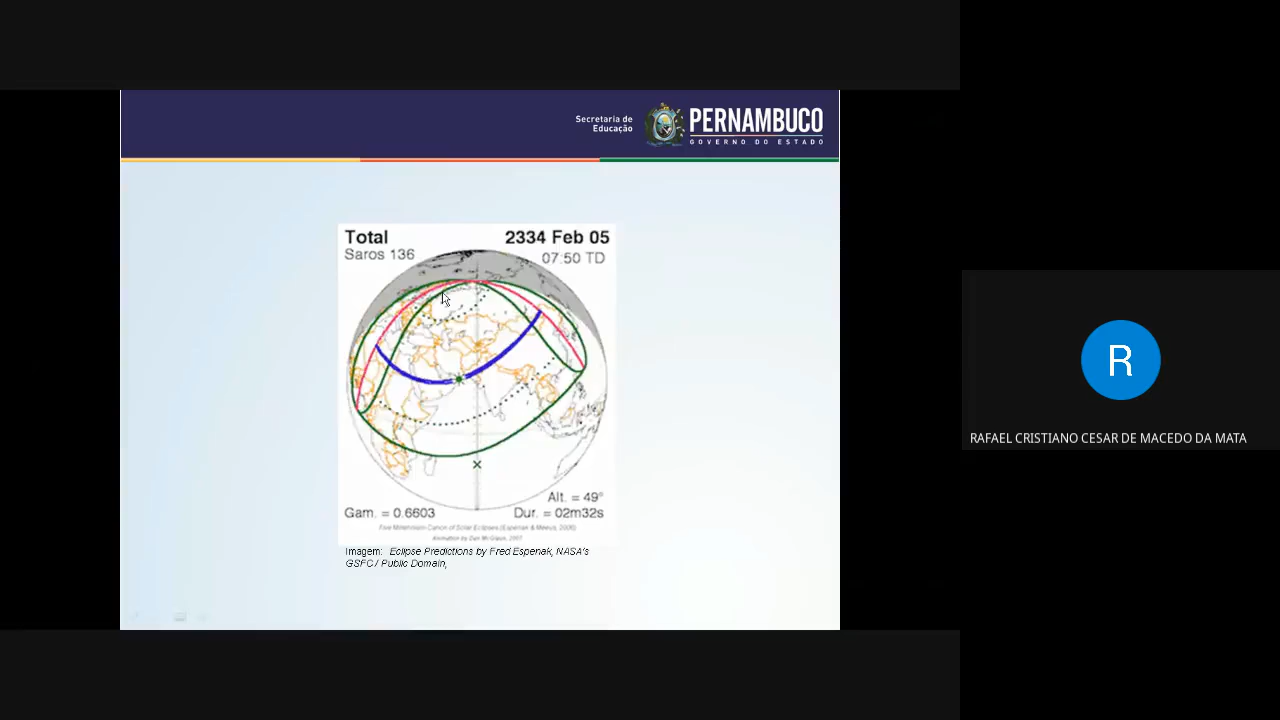 Secretaria de
Educação
PERNAMBUCO
GOVERNO DO ESTADO
Total
2334 Feb 05
Saros 136
07:50 TD
Alt. = 49°
Gam. = 0.6603
Dur. = 02m32s
Five Millennium Canon of Solar Eclipses (Espenak & Meeus, 2006)
Animation by Dan McGlaun, 2007
Imagem: Eclipse Predictions by Fred Espenak, NASA's
GSFC / Public Domain,
R
RAFAEL CRISTIANO CESAR DE MACEDO DA MATA